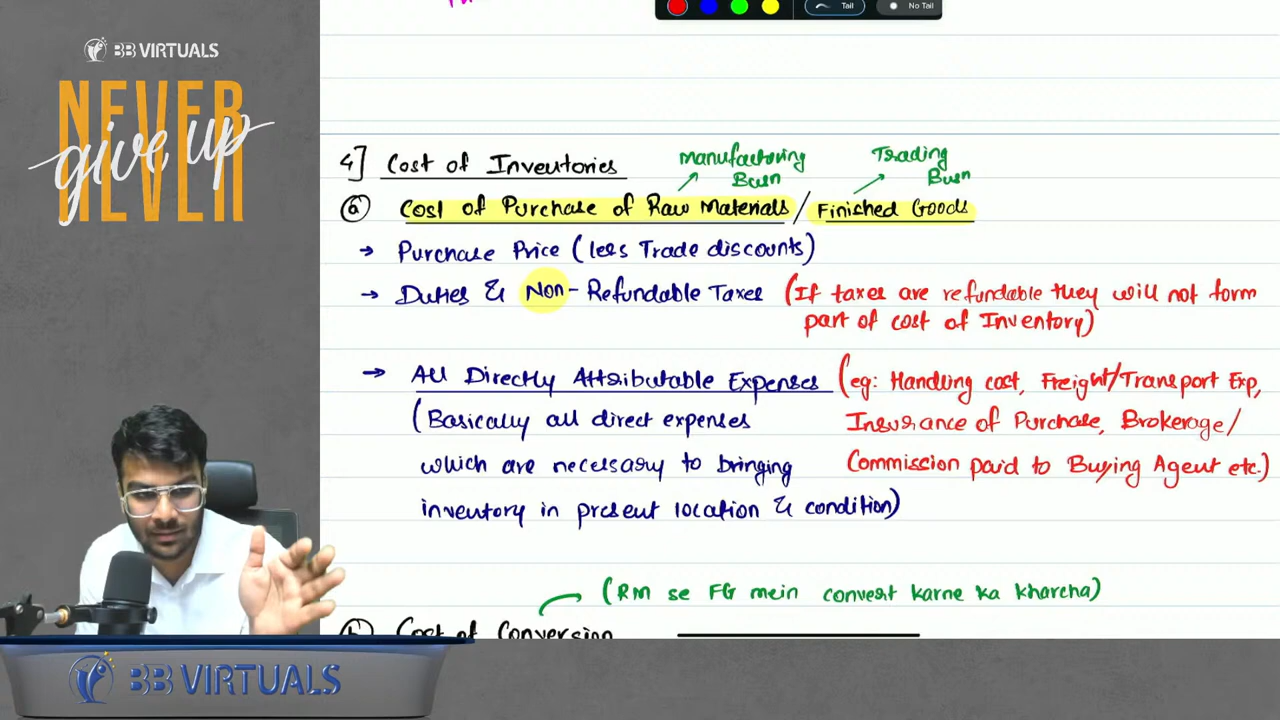 Tail
No Tail
BB VIRTUALS
NEVER
give up
NEVER
4] Cost of Inventories
Manufacturing
Busn
Trading
Busn
(a) Cost of Purchase of Raw Materials / Finished Goods
→ Purchase Price (less Trade discounts)
→ Duties & Non-Refundable Taxes (If taxes are refundable they will not form
part of cost of Inventory)
→ All Directly Attributable Expenses (eg: Handling cost, Freight/Transport Exp,
(Basically all direct expenses Insurance of Purchase, Brokerage/
which are necessary to bringing Commission paid to Buying Agent etc.)
inventory in present location & condition)
(RM se FG mein convert karne ka kharcha)
Cost of Conversion
BB VIRTUALS